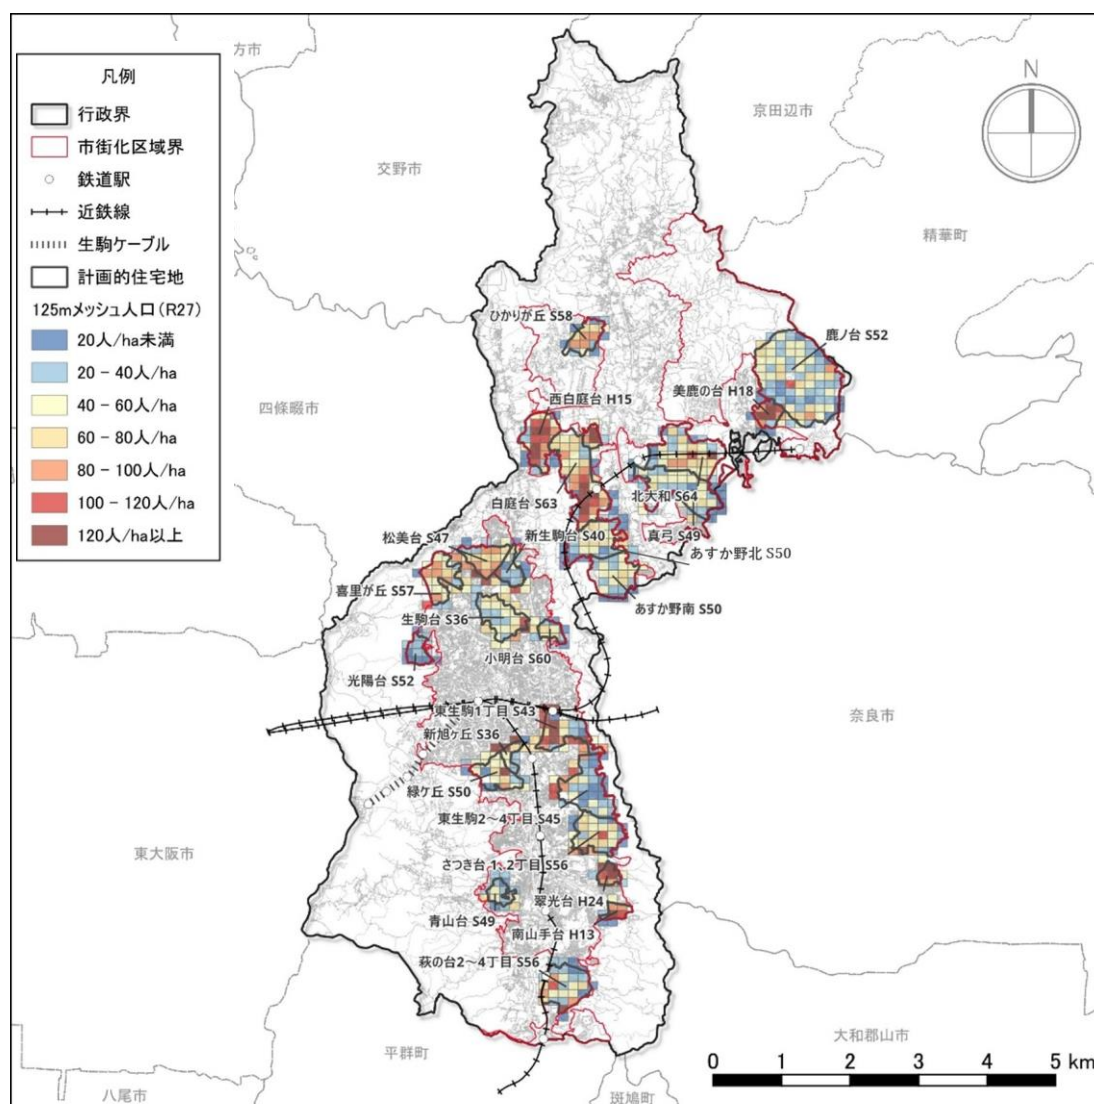 方市
凡例
行政界
市街化区域界
鉄道駅
近鉄線
生駒ケーブル
計画的住宅地
125mメッシュ人口(R27)
20人/ha未満
20 - 40人/ha
40 - 60人/ha
60 - 80人/ha
80 - 100人/ha
100 - 120人/ha
120人/ha以上
N
京田辺市
交野市
精華町
ひかりが丘 S58
鹿ノ台 S52
美鹿の台 H18
西白庭台 H15
四條畷市
白庭台 S63
北大和 S64
松美台 S47
新生駒台 S40
真弓 S49
あすか野北 S50
喜里が丘 S57
あすか野南 S50
生駒台 S36
小明台 S60
光陽台 S52
東生駒1丁目 S43
奈良市
新旭ヶ丘 S36
緑ケ丘 S50
東生駒2~4丁目 S45
東大阪市
さつき台 1、2丁目 S56
翠光台 H24
青山台 S49
南山手台 H13
萩の台2~4丁目 S56
大和郡山市
平群町
0 1 2 3 4 5 km
八尾市
斑鳩町